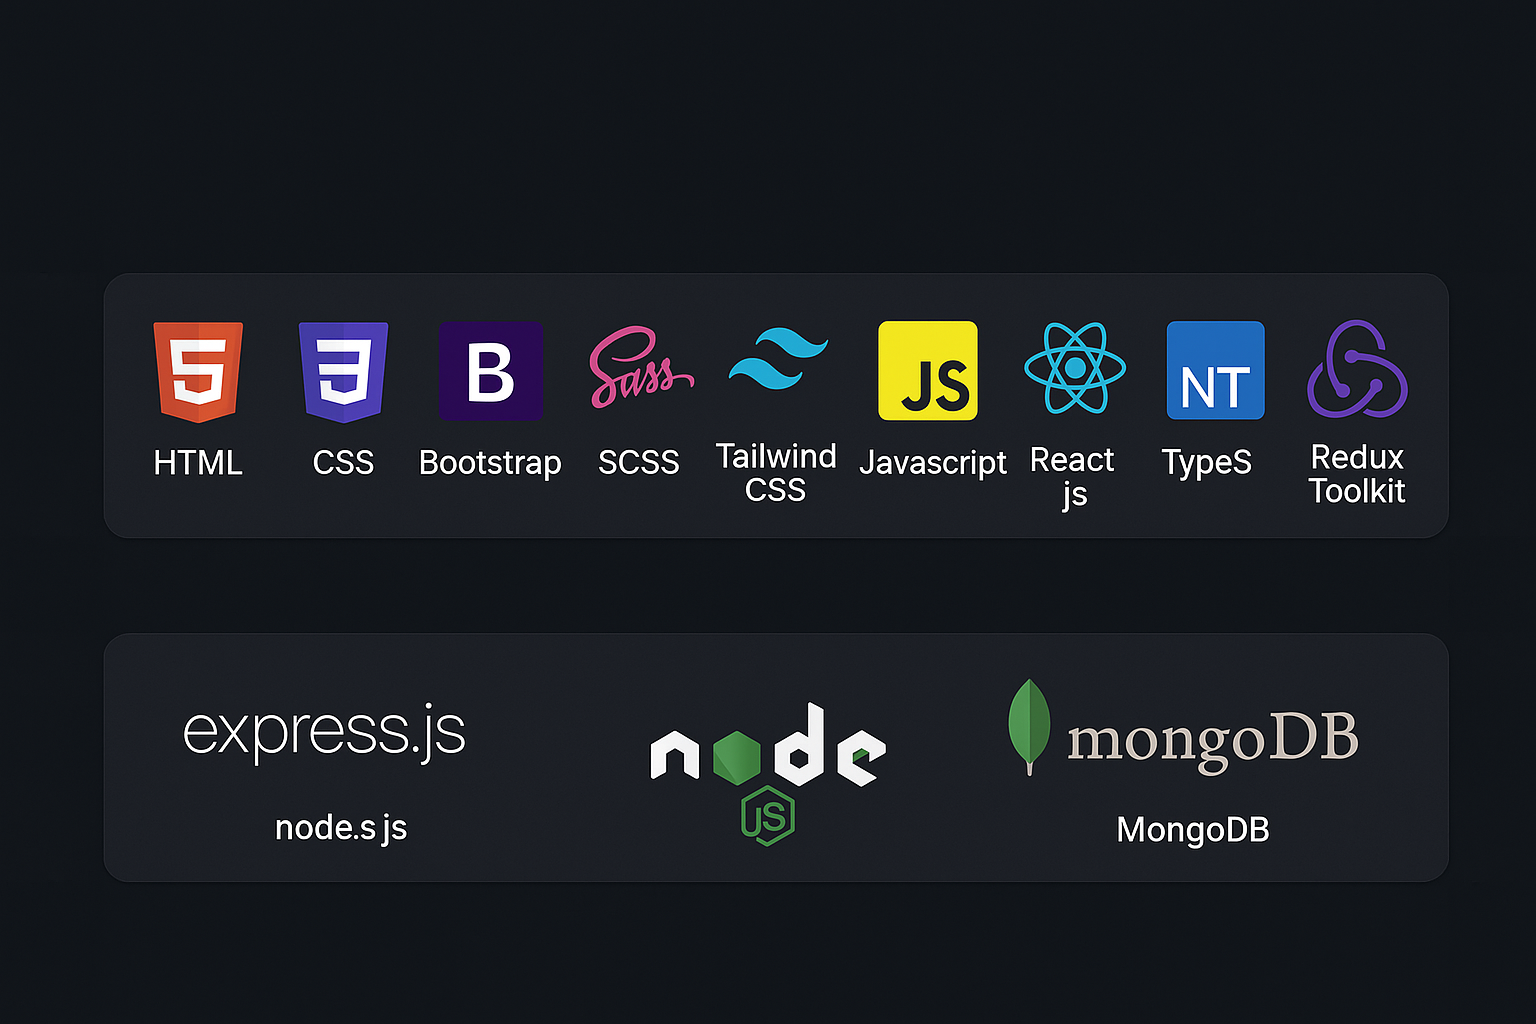 5
3
B
Sass
JS
NT
HTML
CSS
Bootstrap
SCSS
Tailwind
CSS
Javascript
React
js
TypeS
Redux
Toolkit
express.js
node
JS
mongoDB
node.s js
MongoDB